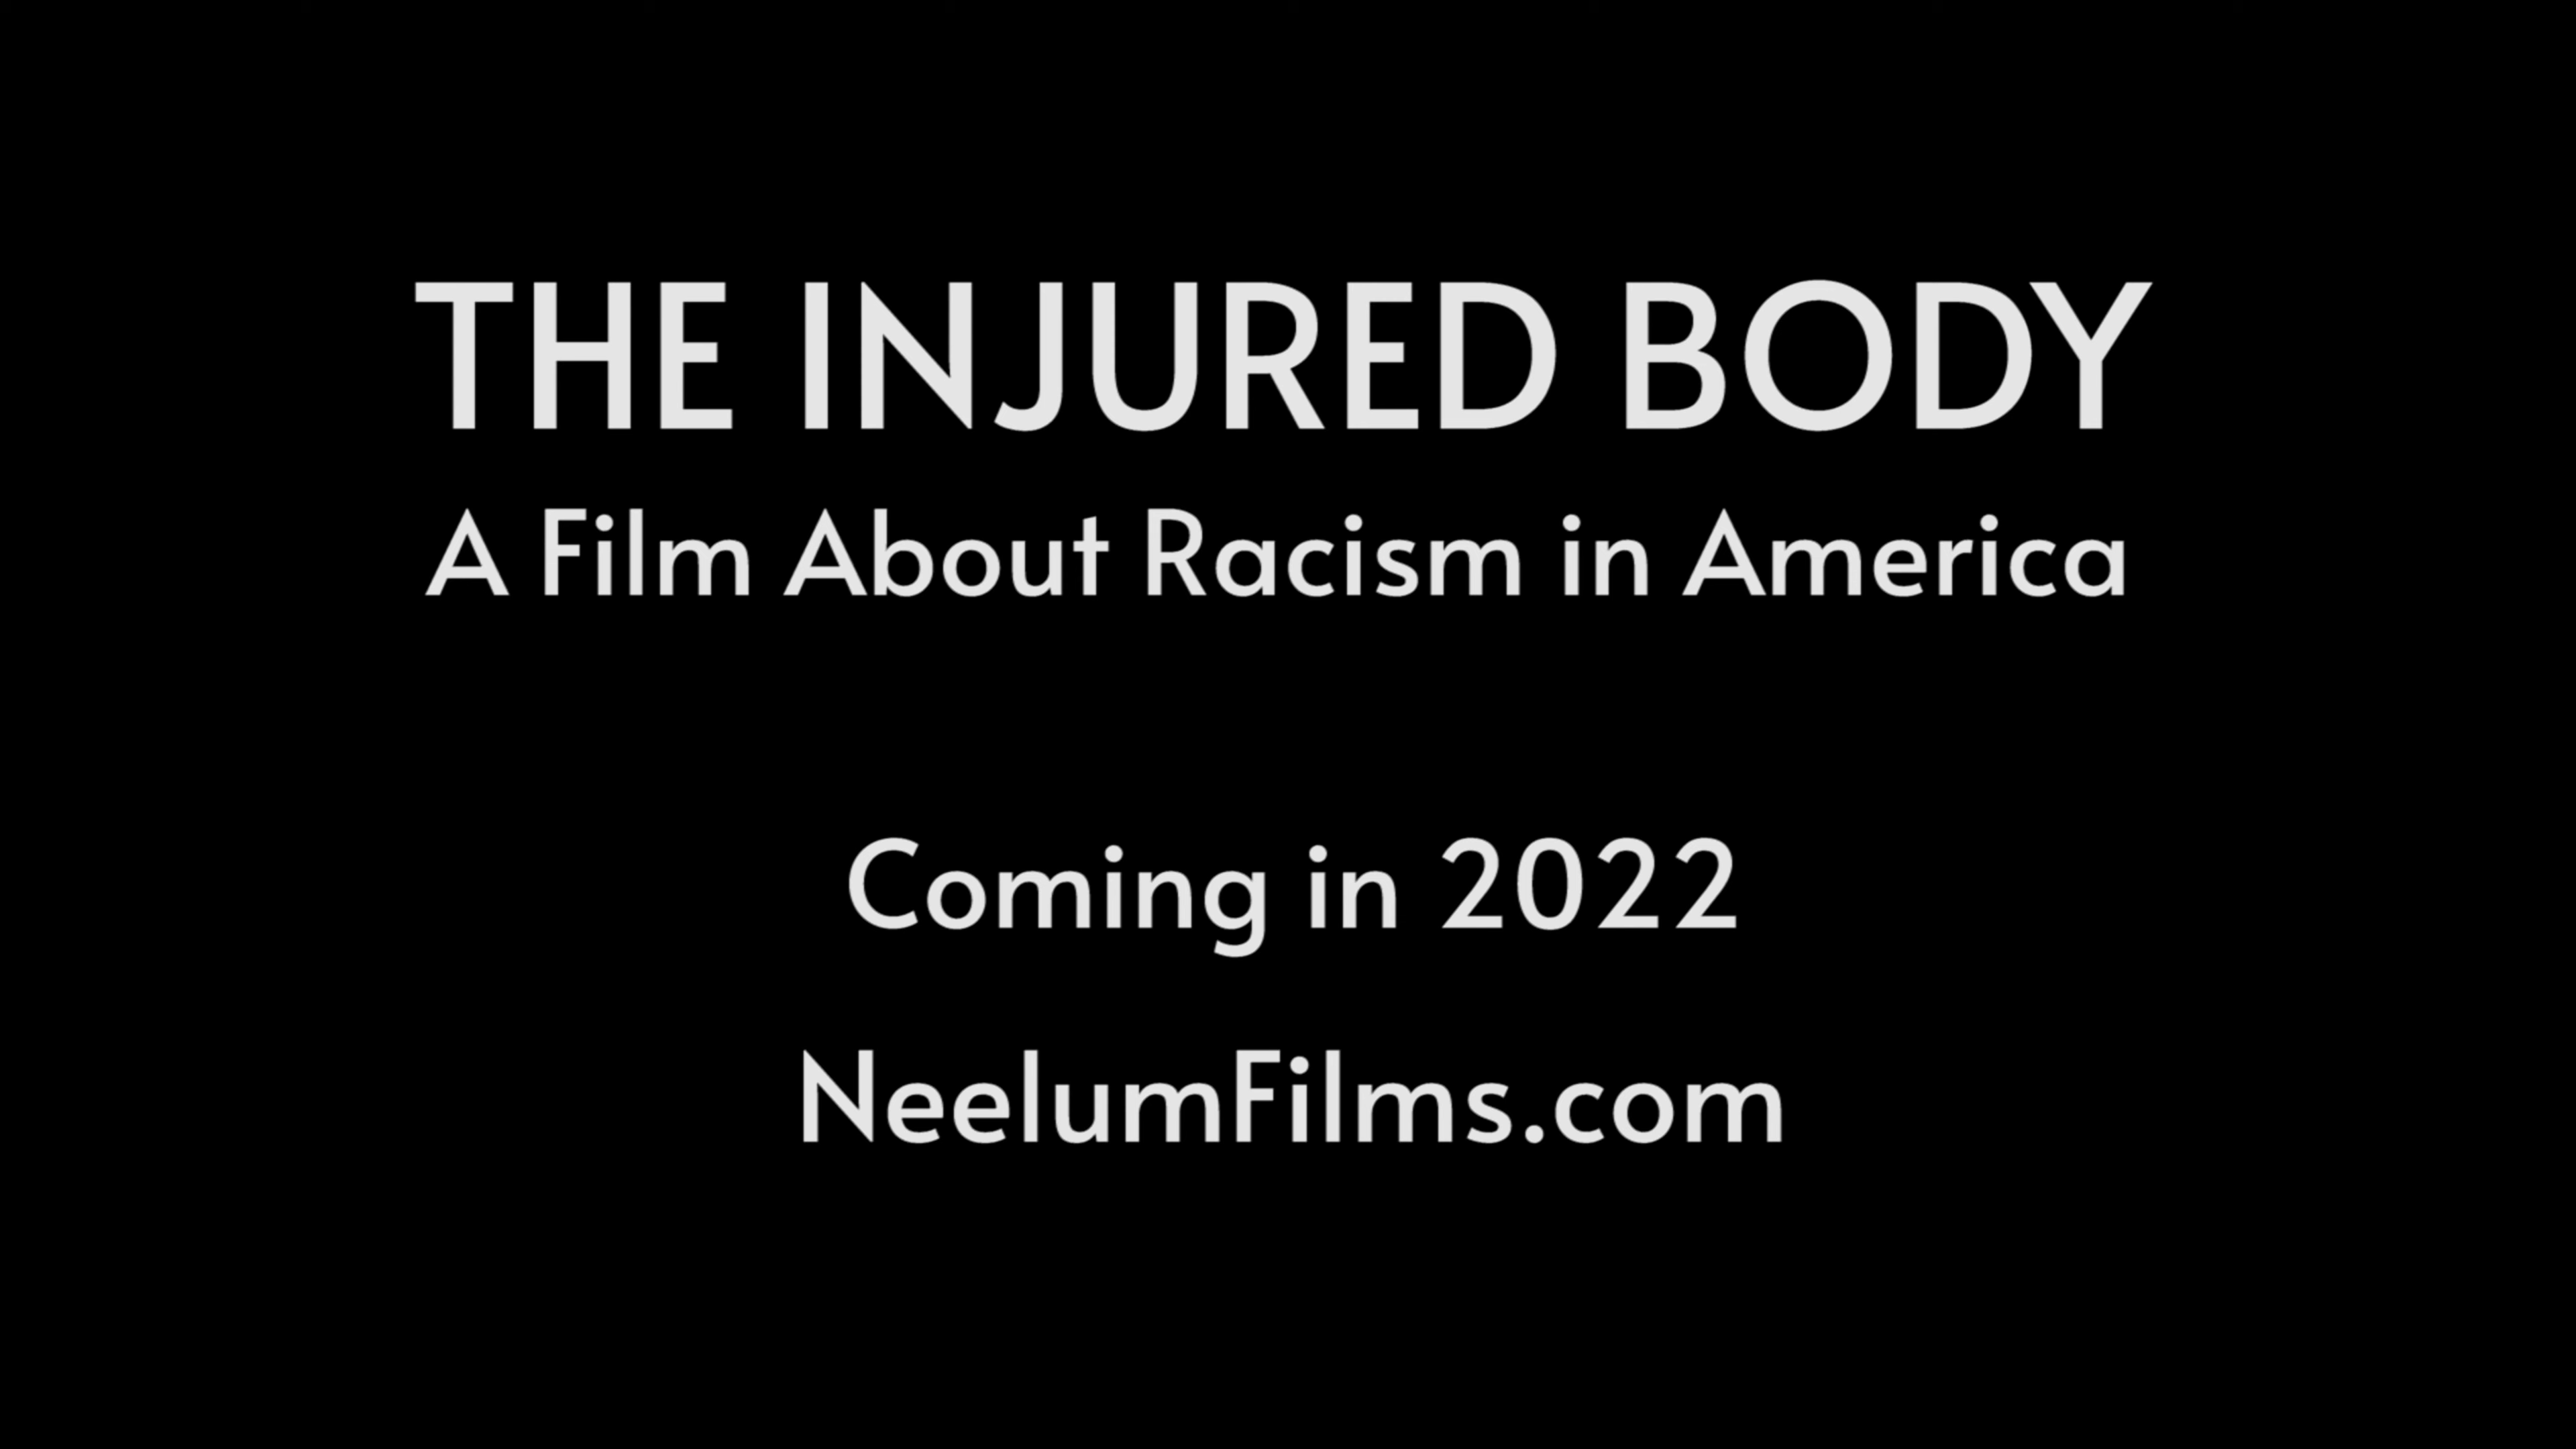 THE INJURED BODY
A Film About Racism in America
Coming in 2022
NeelumFilms.com